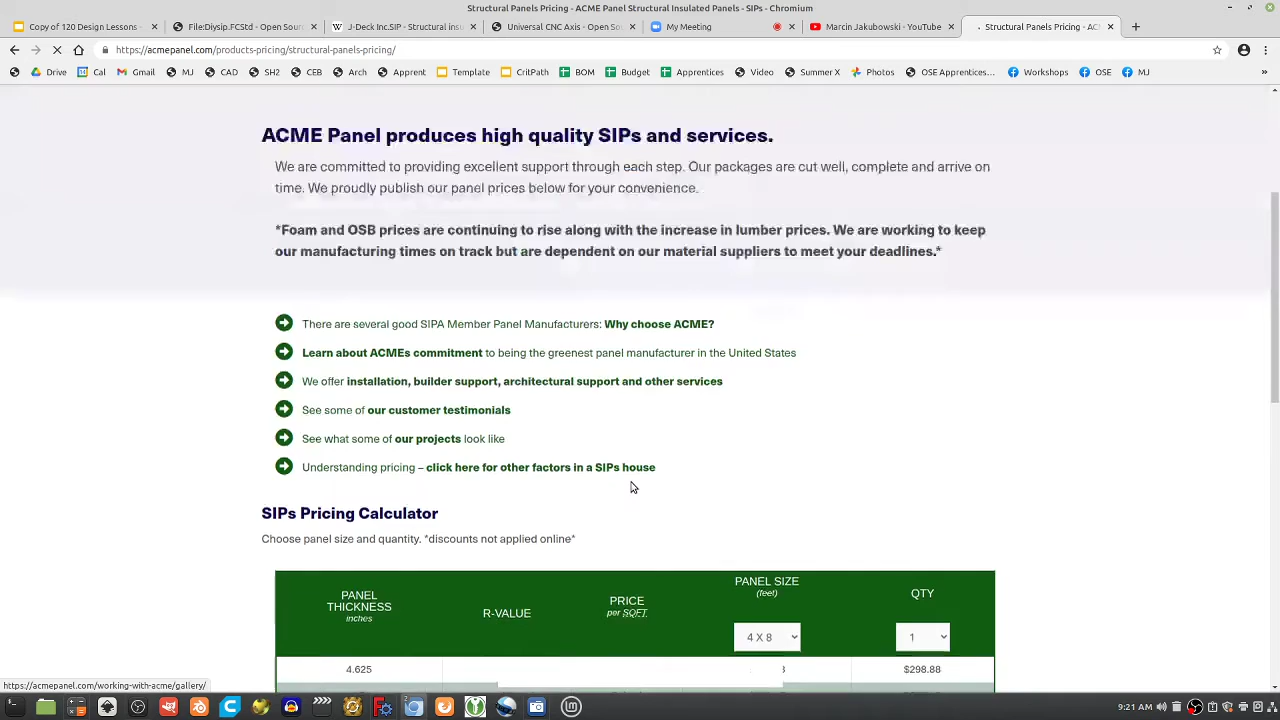 Structural Panels Pricing - ACME Panel Structural Insulated Panels - SIPs - Chromium
Copy of 120 Design Lessons - File:Diysip FCStd - Open Sou J-Deck Inc.SIP - Structural ins Universal CNC Axis - Open So My Meeting Marcin Jakubowski - YouTube Structural Panels Pricing - AC
https://acmepanel.com/products-pricing/structural-panels-pricing/
Drive Cal Gmail MJ CAD SH2 CEB Arch Apprent Template CritPath BOM Budget Apprentices Video Summer X Photos OSE Apprentices... Workshops OSE MJ »
ACME Panel produces high quality SIPs and services.
We are committed to providing excellent support through each step. Our packages are cut well, complete and arrive on
time. We proudly publish our panel prices below for your convenience.
*Foam and OSB prices are continuing to rise along with the increase in lumber prices. We are working to keep
our manufacturing times on track but are dependent on our material suppliers to meet your deadlines.*
There are several good SIPA Member Panel Manufacturers: Why choose ACME?
Learn about ACMEs commitment to being the greenest panel manufacturer in the United States
We offer installation, builder support, architectural support and other services
See some of our customer testimonials
See what some of our projects look like
Understanding pricing – click here for other factors in a SIPs house
SIPs Pricing Calculator
Choose panel size and quantity. *discounts not applied online*
PANEL THICKNESS inches
R-VALUE
PRICE per SQFT
PANEL SIZE (feet)
QTY
4 X 8
1
4.625 $298.88
https://acmepanel.com/working-with-acme/gallery/
9:21 AM